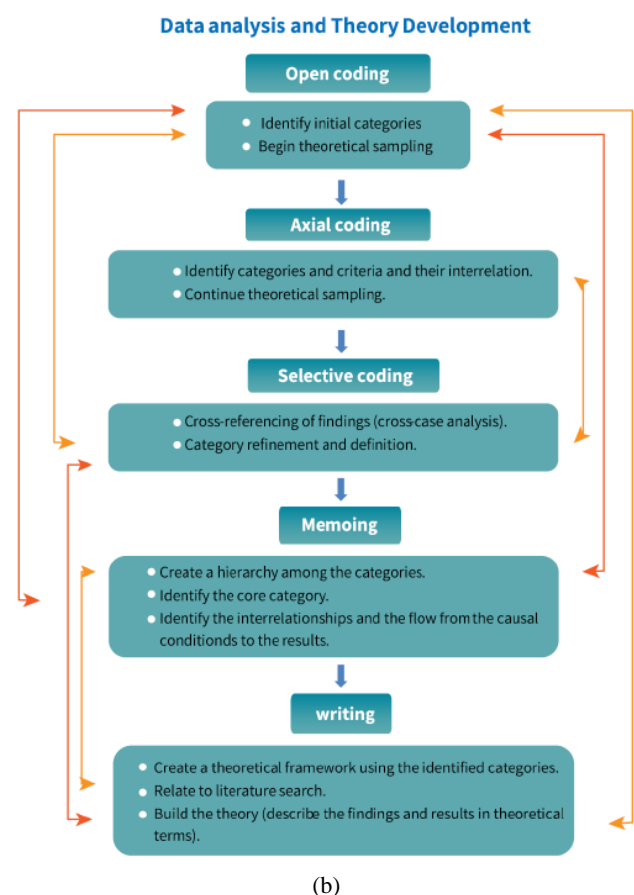 Data analysis and Theory Development
Open coding
Identify initial categories
Begin theoretical sampling
Axial coding
Identify categories and criteria and their interrelation.
Continue theoretical sampling.
Selective coding
Cross-referencing of findings (cross-case analysis).
Category refinement and definition.
Memoing
Create a hierarchy among the categories.
Identify the core category.
Identify the interrelationships and the flow from the causal
conditionds to the results.
writing
Create a theoretical framework using the identified categories.
Relate to literature search.
Build the theory (describe the findings and results in theoretical
terms).
(b)